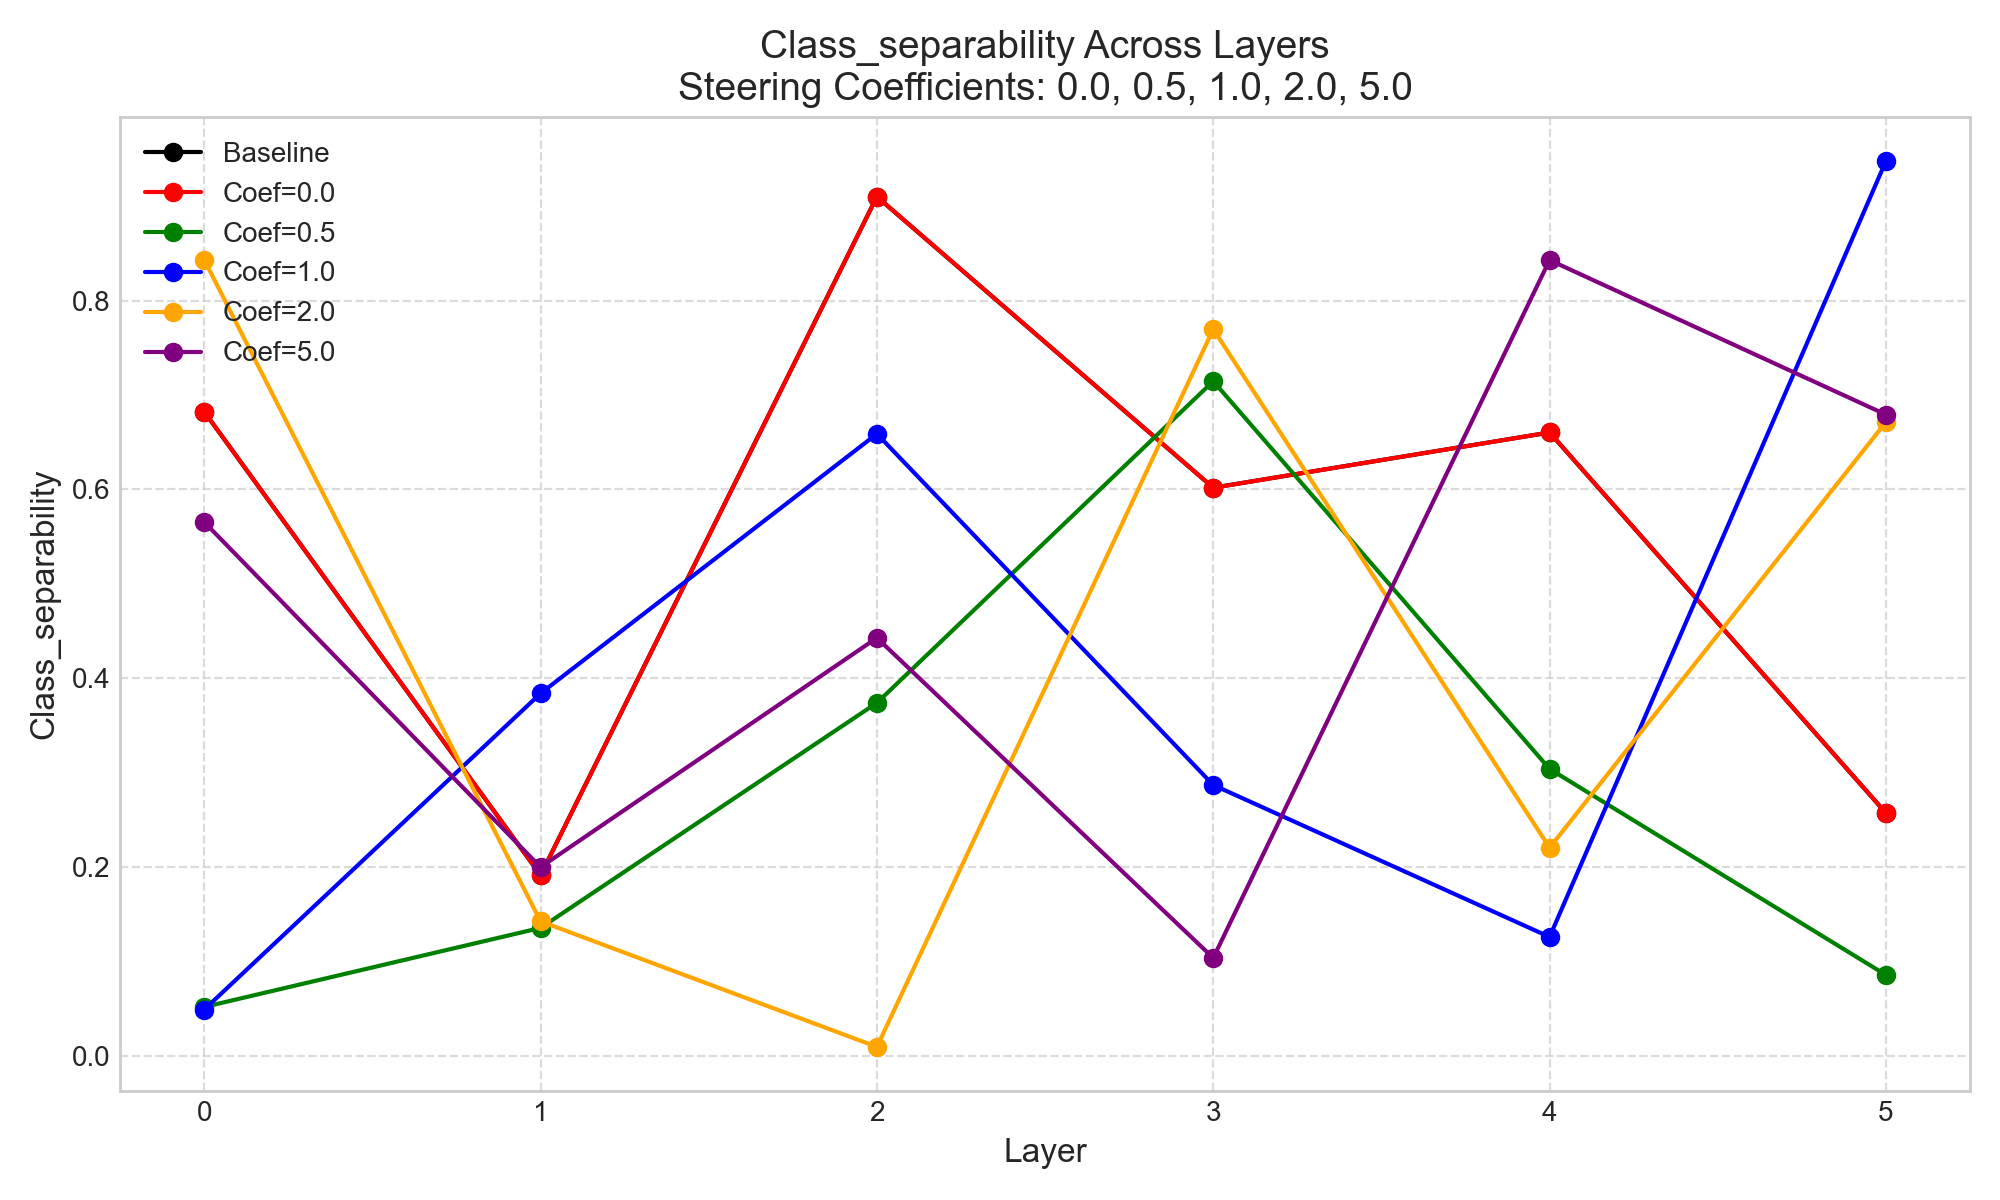 Class_separability Across Layers
Steering Coefficients: 0.0, 0.5, 1.0, 2.0, 5.0
Baseline
Coef=0.0
Coef=0.5
Coef=1.0
Coef=2.0
Coef=5.0
Class_separability
0.8
0.6
0.4
0.2
0.0
0 1 2 3 4 5
Layer